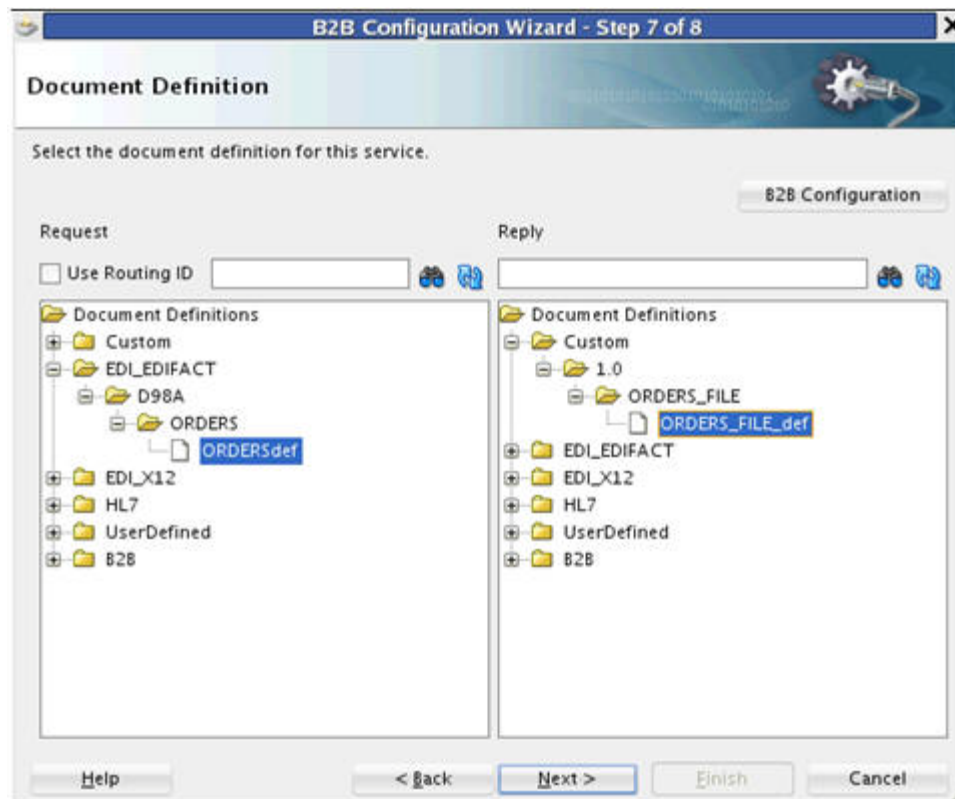 B2B Configuration Wizard - Step 7 of 8
Document Definition
Select the document definition for this service.
B2B Configuration
Request
Reply
Use Routing ID
Document Definitions
Custom
EDI_EDIFACT
D98A
ORDERS
ORDERSdef
EDI_X12
HL7
UserDefined
B2B
Document Definitions
Custom
1.0
ORDERS_FILE
ORDERS_FILE_def
EDI_EDIFACT
EDI_X12
HL7
UserDefined
B2B
Help
< Back
Next >
Finish
Cancel